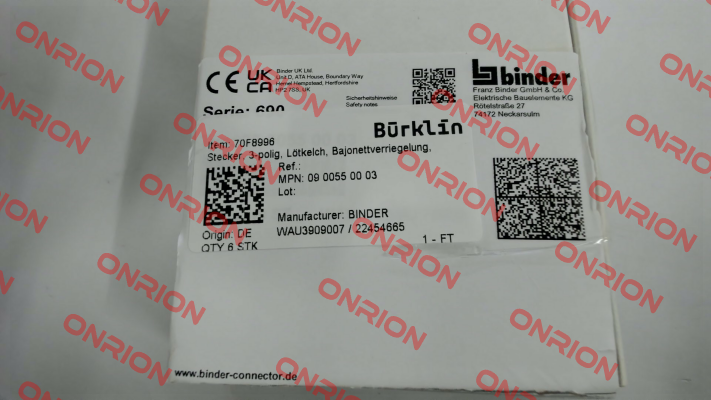 CE UK CA
Binder UK Ltd.
Unit D, ATA House, Boundary Way
Hemel Hempstead, Hertfordshire
HP2 7SS, UK
Sicherheitshinweise
Safety notes
binder
Franz Binder GmbH & Co.
Elektrische Bauelemente KG
Rötelstraße 27
74172 Neckarsulm
Serie: 690
Item: 70F8996
Bürklin
Stecker, 3-polig, Lötkelch, Bajonettverriegelung,
Ref.:
MPN: 09 0055 00 03
Lot:
Manufacturer: BINDER
Origin: DE
WAU3909007 / 22454665
QTY 6 STK
1 - FT
www.binder-connector.de
ONRION